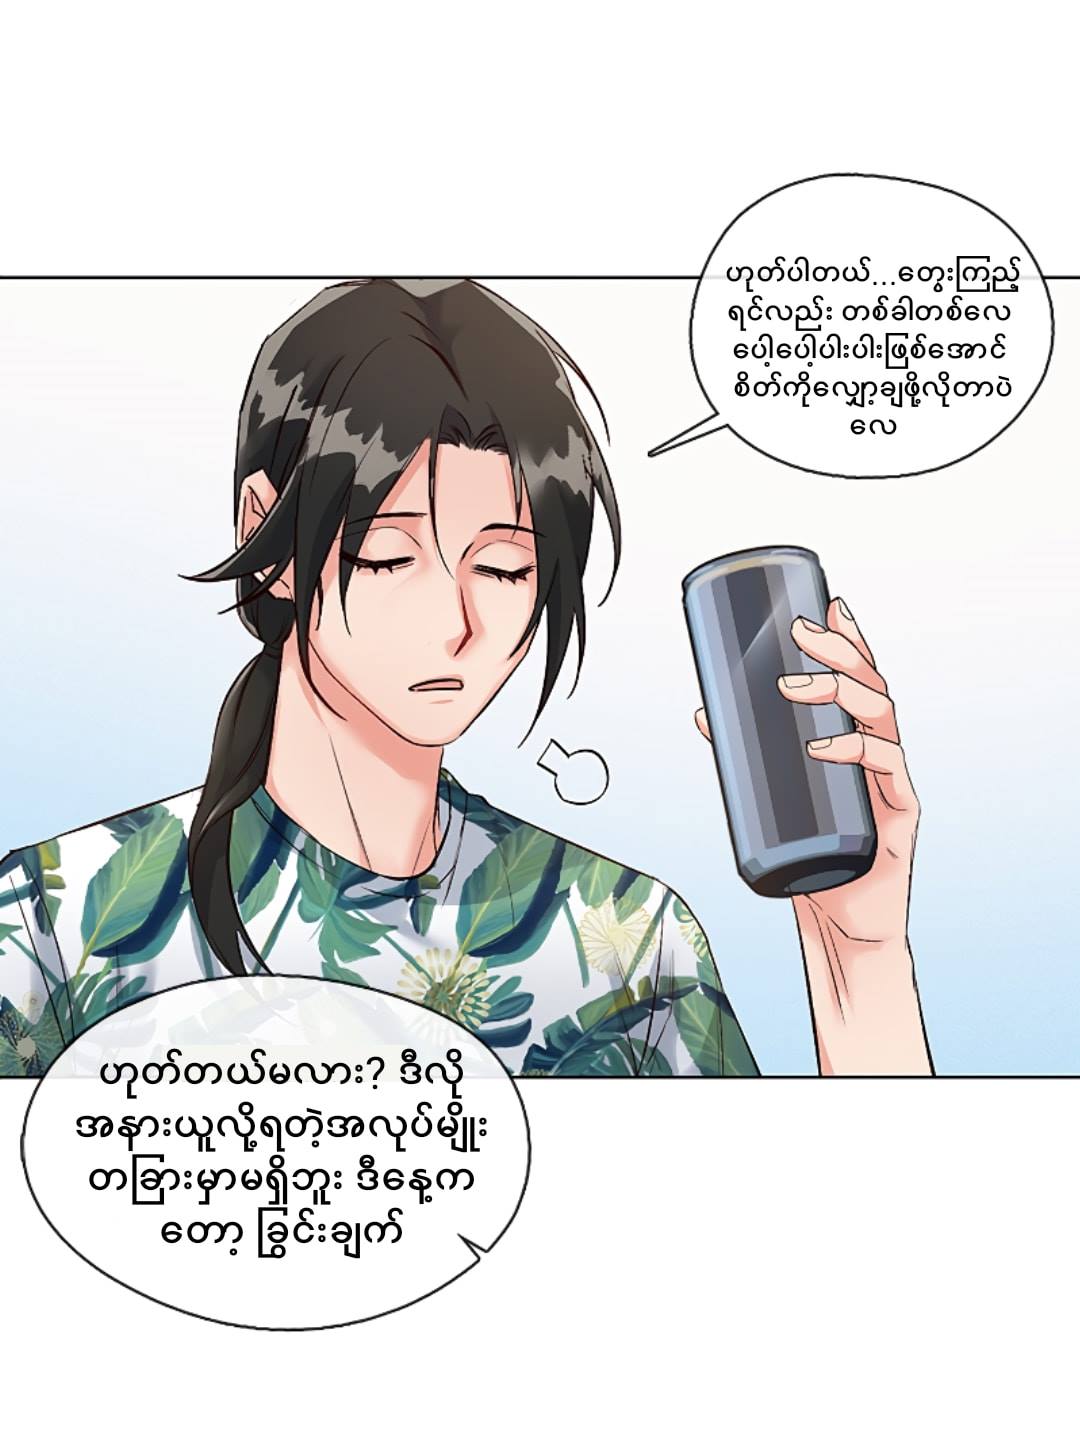 ဟုတ်ပါတယ်...တွေးကြည့်
ရင်လည်း တစ်ခါတစ်လေ
ပေါ့ပေါ့ပါးပါးဖြစ်အောင်
စိတ်ကိုလျှော့ချဖို့လိုတာပဲ
လေ
ဟုတ်တယ်မလား? ဒီလို
အနားယူလို့ရတဲ့အလုပ်မျိုး
တခြားမှာမရှိဘူး ဒီနေ့က
တော့ ခြွင်းချက်